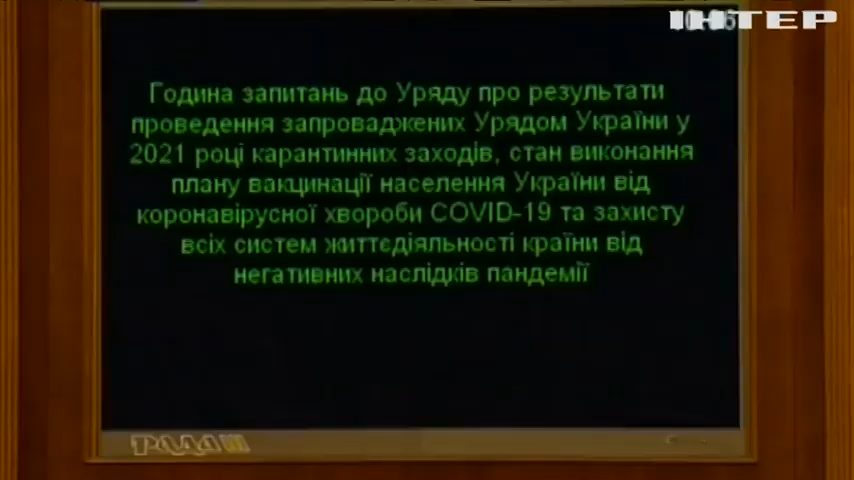 ІНТЕР
Година запитань до Уряду про результати
проведення запроваджених Урядом України у
2021 році карантинних заходів, стан виконання
плану вакцинації населення України від
коронавірусної хвороби COVID-19 та захисту
всіх систем життєдіяльності країни від
негативних наслідків пандемії
РАДА